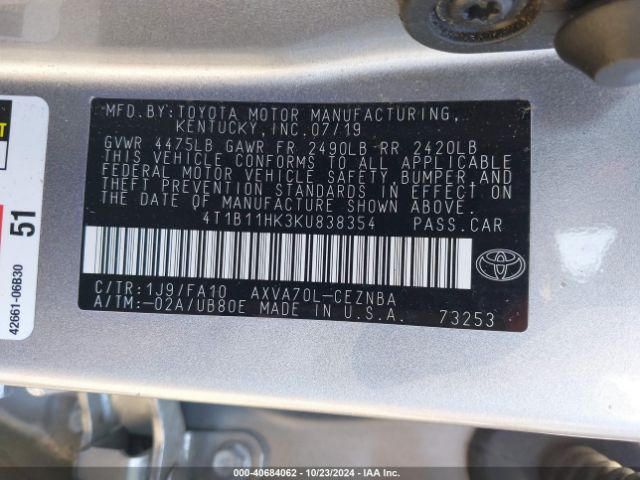 MFD.BY:TOYOTA MOTOR MANUFACTURING,
KENTUCKY,INC.07/19
GVWR 4475LB GAWR FR 2490LB RR 2420LB
THIS VEHICLE CONFORMS TO ALL APPLICABLE
FEDERAL MOTOR VEHICLE SAFETY,BUMPER,AND
THEFT PREVENTION STANDARDS IN EFFECT ON
THE DATE OF MANUFACTURE SHOWN ABOVE.
4T1B11HK3KU838354 PASS.CAR
C/TR:1J9/FA10 AXVA70L-CEZNBA
A/TM:-02A/UB80E MADE IN U.S.A. 73253
51
42661-06B30
000-40684062 - 10/23/2024 - IAA Inc.